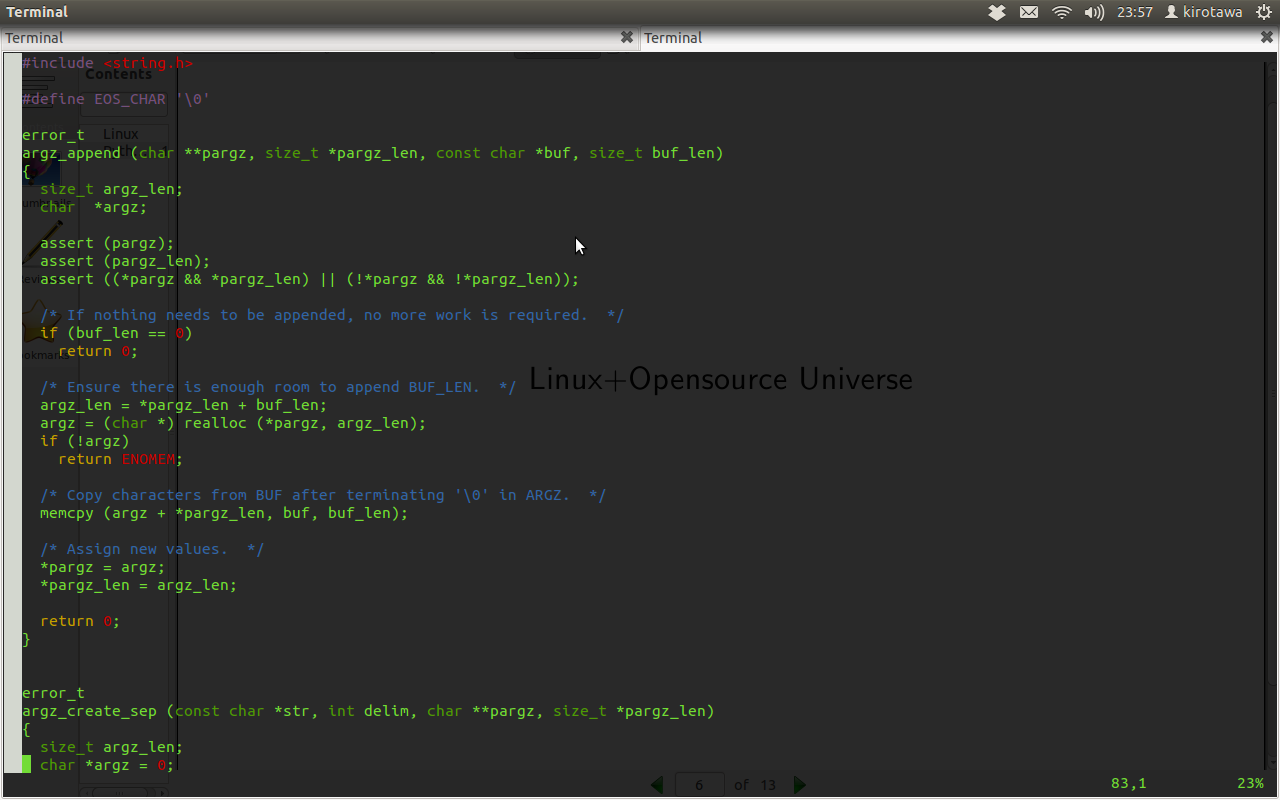 Terminal
23:57 kirotawa
Terminal
Terminal
#include <string.h>
Contents
#define EOS_CHAR '\0'
Linux
error_t
argz_append (char **pargz, size_t *pargz_len, const char *buf, size_t buf_len)
{
  size_t argz_len;
  char  *argz;
  assert (pargz);
  assert (pargz_len);
  assert ((*pargz && *pargz_len) || (!*pargz && !*pargz_len));
  /* If nothing needs to be appended, no more work is required.  */
  if (buf_len == 0)
    return 0;
  /* Ensure there is enough room to append BUF_LEN.  */
Linux+Opensource Universe
  argz_len = *pargz_len + buf_len;
  argz = (char *) realloc (*pargz, argz_len);
  if (!argz)
    return ENOMEM;
  /* Copy characters from BUF after terminating '\0' in ARGZ.  */
  memcpy (argz + *pargz_len, buf, buf_len);
  /* Assign new values.  */
  *pargz = argz;
  *pargz_len = argz_len;
  return 0;
}
error_t
argz_create_sep (const char *str, int delim, char **pargz, size_t *pargz_len)
{
  size_t argz_len;
  char *argz = 0;
6 of 13
83,1 23%